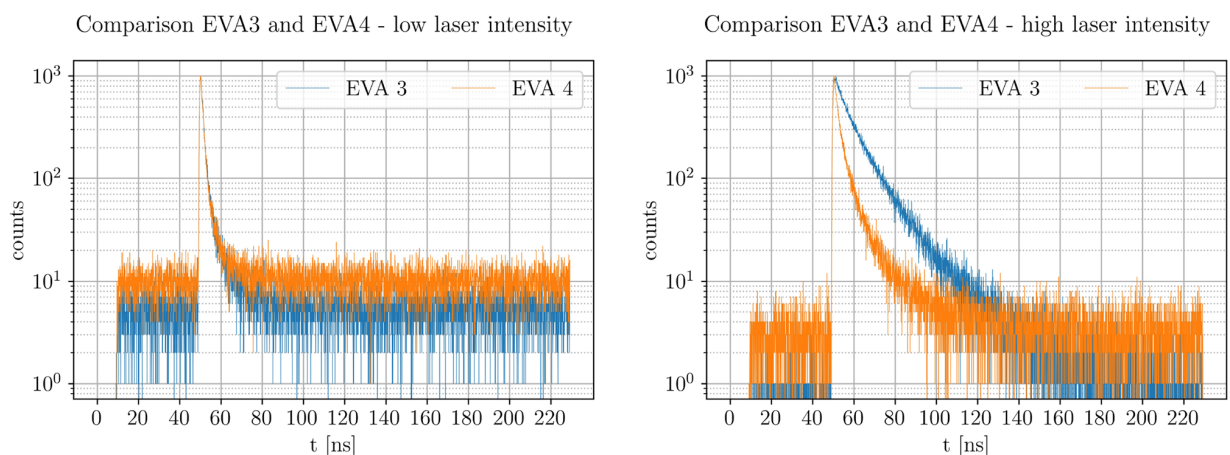 Comparison EVA3 and EVA4 - low laser intensity
10³
10²
10¹
10⁰
counts
EVA 3
EVA 4
0 20 40 60 80 100 120 140 160 180 200 220
t [ns]
Comparison EVA3 and EVA4 - high laser intensity
10³
10²
10¹
10⁰
counts
EVA 3
EVA 4
0 20 40 60 80 100 120 140 160 180 200 220
t [ns]